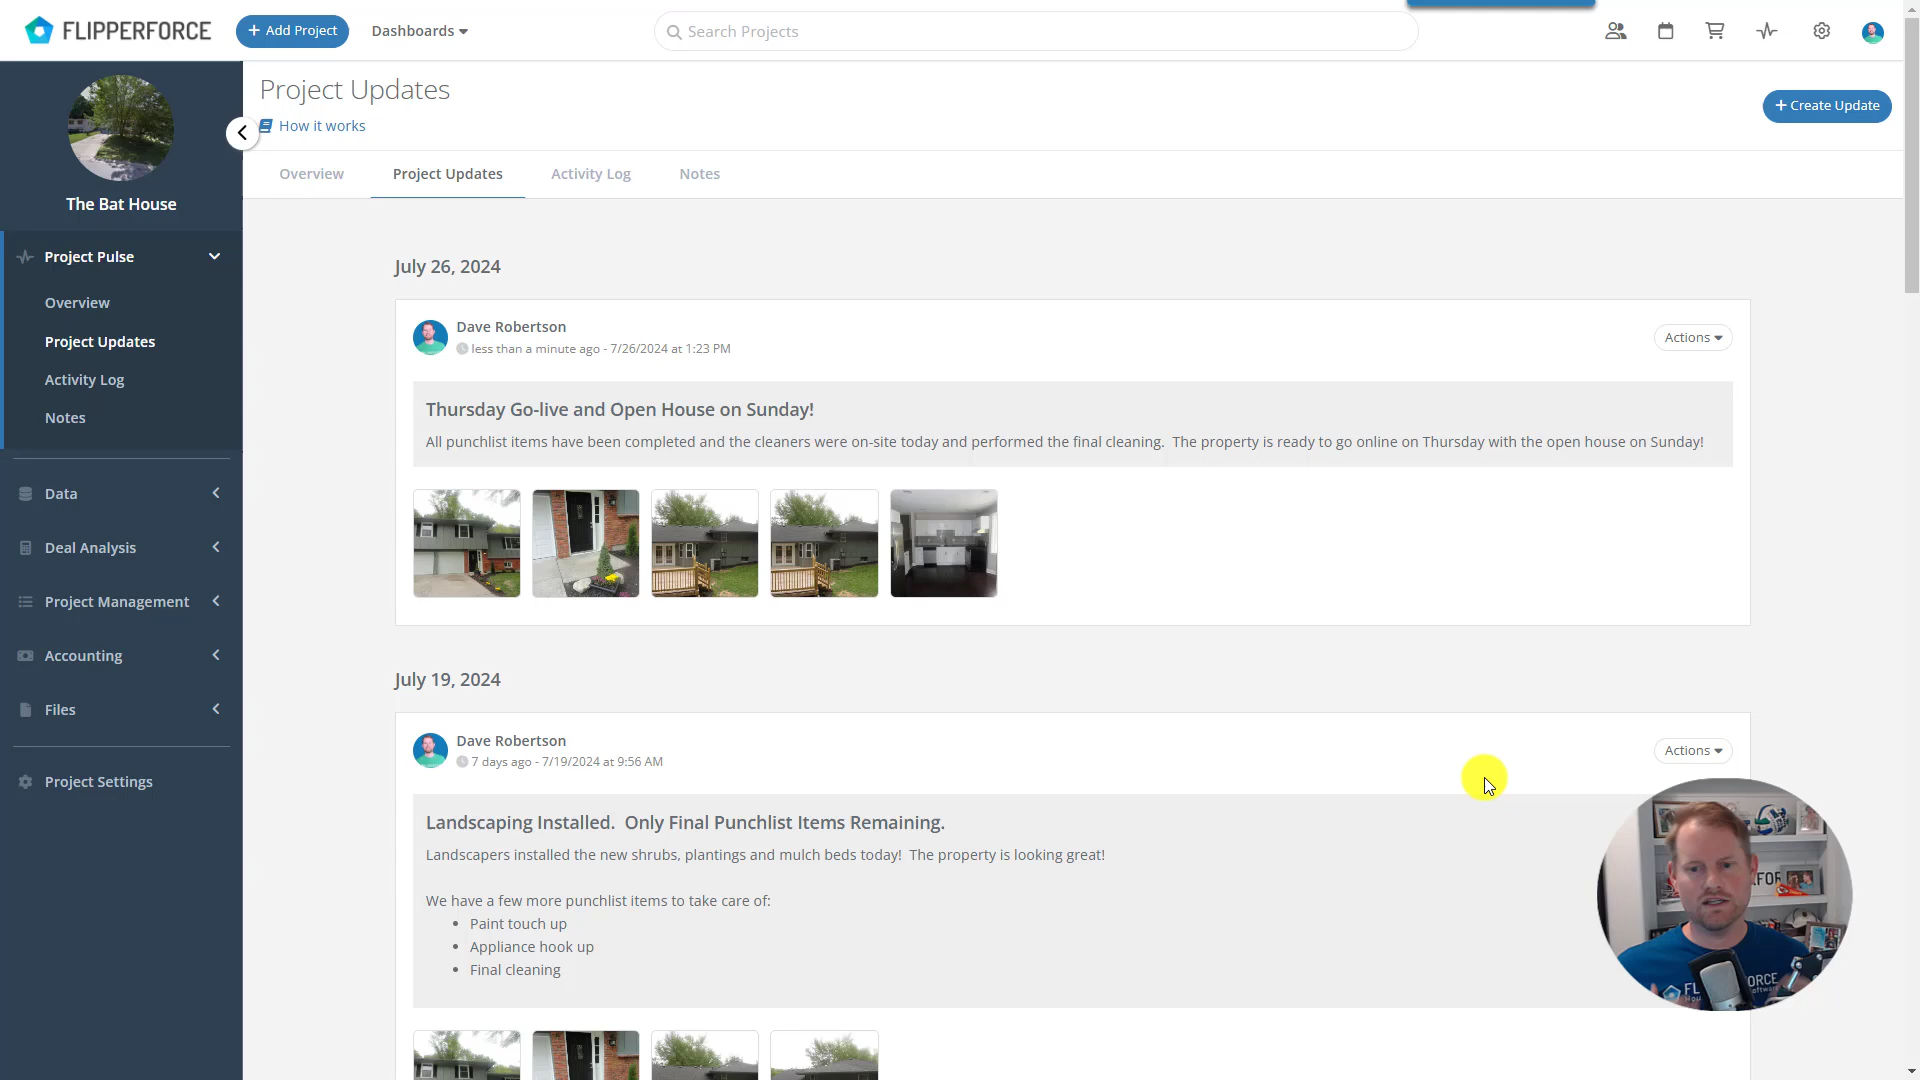 FLIPPERFORCE
+ Add Project
Dashboards
Search Projects
The Bat House
Project Pulse
Overview
Project Updates
Activity Log
Notes
Data
Deal Analysis
Project Management
Accounting
Files
Project Settings
Project Updates
How it works
+ Create Update
Overview
Project Updates
Activity Log
Notes
July 26, 2024
Dave Robertson
less than a minute ago - 7/26/2024 at 1:23 PM
Actions
Thursday Go-live and Open House on Sunday!
All punchlist items have been completed and the cleaners were on-site today and performed the final cleaning. The property is ready to go online on Thursday with the open house on Sunday!
July 19, 2024
Dave Robertson
7 days ago - 7/19/2024 at 9:56 AM
Actions
Landscaping Installed. Only Final Punchlist Items Remaining.
Landscapers installed the new shrubs, plantings and mulch beds today! The property is looking great!
We have a few more punchlist items to take care of:
• Paint touch up
• Appliance hook up
• Final cleaning